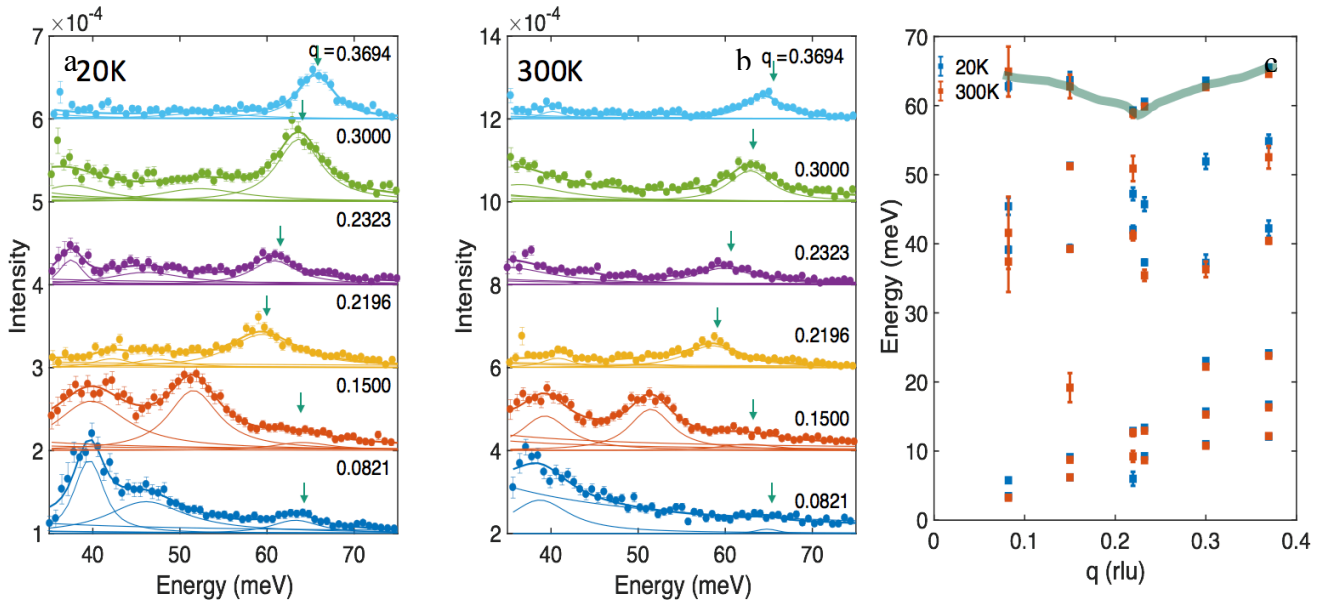 7 ×10⁻⁴
a
20K
q = 0.3694
6
0.3000
5
0.2323
4
0.2196
3
0.1500
2
0.0821
1
40 50 60 70
Intensity
Energy (meV)
14 ×10⁻⁴
300K
b
q = 0.3694
12
0.3000
10
0.2323
8
0.2196
6
0.1500
4
0.0821
2
40 50 60 70
Intensity
Energy (meV)
70
c
20K
300K
60
50
40
30
20
10
0
0 0.1 0.2 0.3 0.4
Energy (meV)
q (rlu)